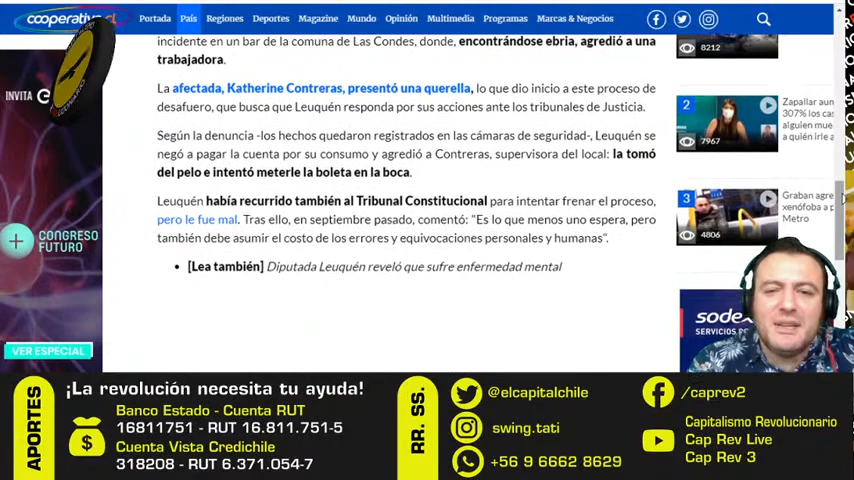 cooperativa.cl
Portada País Regiones Deportes Magazine Mundo Opinión Multimedia Programas Marcas & Negocios
incidente en un bar de la comuna de Las Condes, donde, encontrándose ebria, agredió a una
trabajadora.
La afectada, Katherine Contreras, presentó una querella, lo que dio inicio a este proceso de
desafuero, que busca que Leuquén responda por sus acciones ante los tribunales de Justicia.
Según la denuncia -los hechos quedaron registrados en las cámaras de seguridad-, Leuquén se
negó a pagar la cuenta por su consumo y agredió a Contreras, supervisora del local: la tomó
del pelo e intentó meterle la boleta en la boca.
Leuquén había recurrido también al Tribunal Constitucional para intentar frenar el proceso,
pero le fue mal. Tras ello, en septiembre pasado, comentó: "Es lo que menos uno espera, pero
también debe asumir el costo de los errores y equivocaciones personales y humanas".
• [Lea también] Diputada Leuquén reveló que sufre enfermedad mental
INVITA
CONGRESO
FUTURO
VER ESPECIAL
8212
2
Zapallar aum
307% los cas
alguien mue
a quién irle a
7967
3
Graban agre
xenófoba a p
Metro
4806
sodex
SERVICIOS
APORTES
¡La revolución necesita tu ayuda!
Banco Estado - Cuenta RUT
16811751 - RUT 16.811.751-5
Cuenta Vista Credichile
318208 - RUT 6.371.054-7
RR. SS.
@elcapitalchile
swing.tati
+56 9 6662 8629
/caprev2
Capitalismo Revolucionario
Cap Rev Live
Cap Rev 3